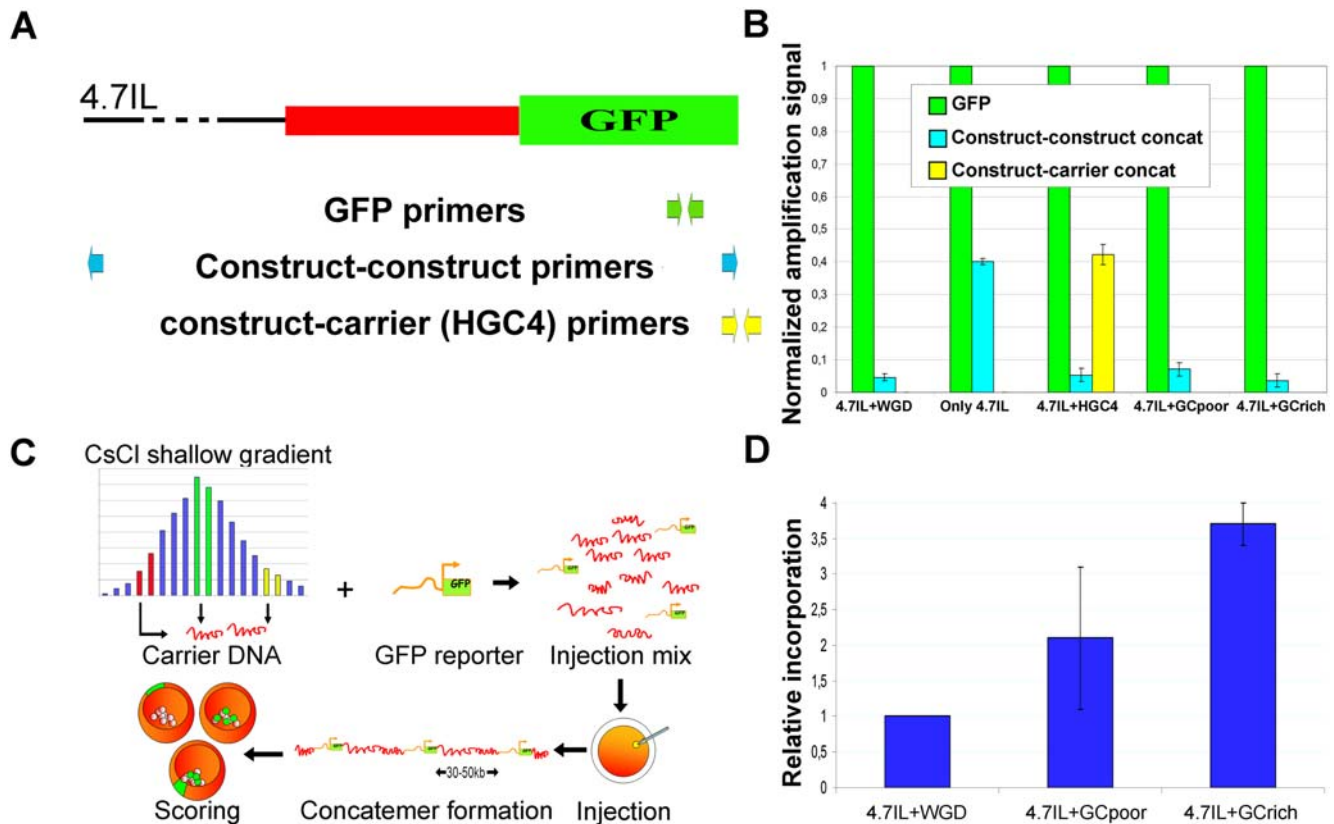 A
4.7IL
GFP
GFP primers
Construct-construct primers
construct-carrier (HGC4) primers
B
Normalized amplification signal
1
0,9
0,8
0,7
0,6
0,5
0,4
0,3
0,2
0,1
0
GFP
Construct-construct concat
Construct-carrier concat
4.7IL+WGD
Only 4.7IL
4.7IL+HGC4
4.7IL+GCpoor
4.7IL+GCrich
C
CsCl shallow gradient
+
GFP
GFP
GFP
GFP
Carrier DNA
GFP reporter
Injection mix
GFP
GFP
GFP
30-50kb
Scoring
Concatemer formation
Injection
D
Relative incorporation
4
3,5
3
2,5
2
1,5
1
0,5
0
4.7IL+WGD
4.7IL+GCpoor
4.7IL+GCrich